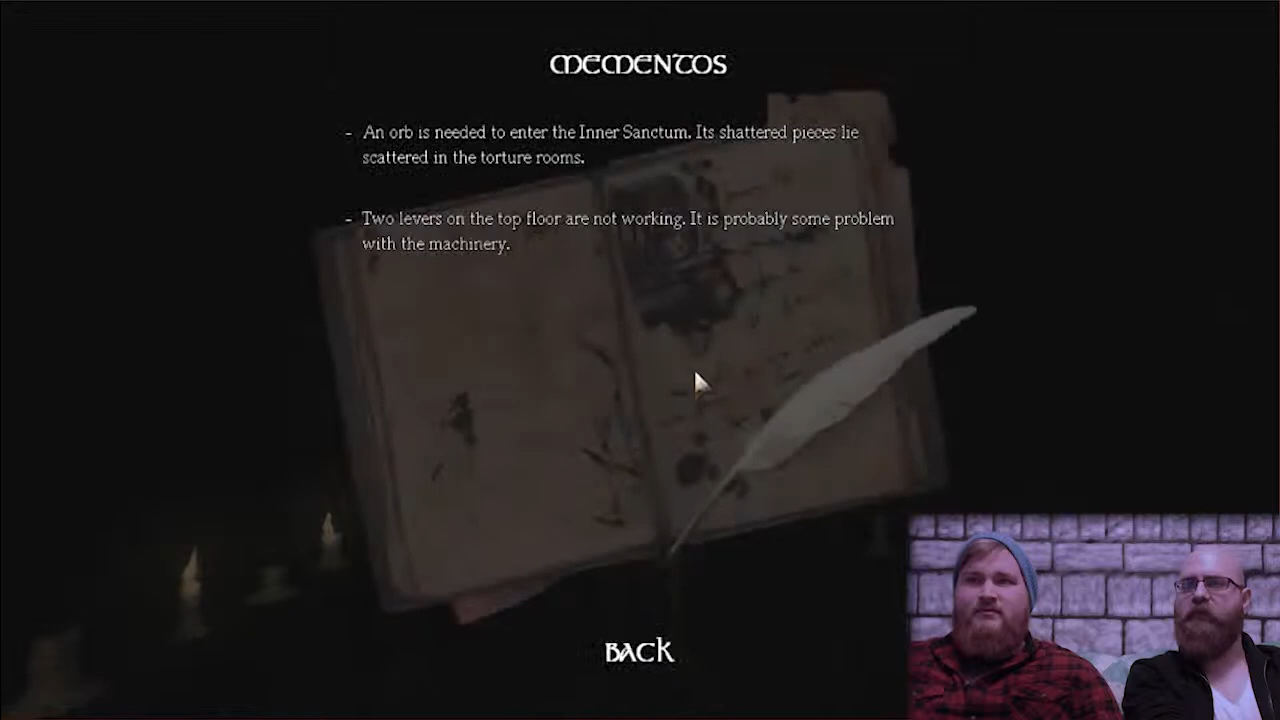 MEMENTOS
- An orb is needed to enter the Inner Sanctum. Its shattered pieces lie
scattered in the torture rooms.
- Two levers on the top floor are not working. It is probably some problem
with the machinery.
BACK